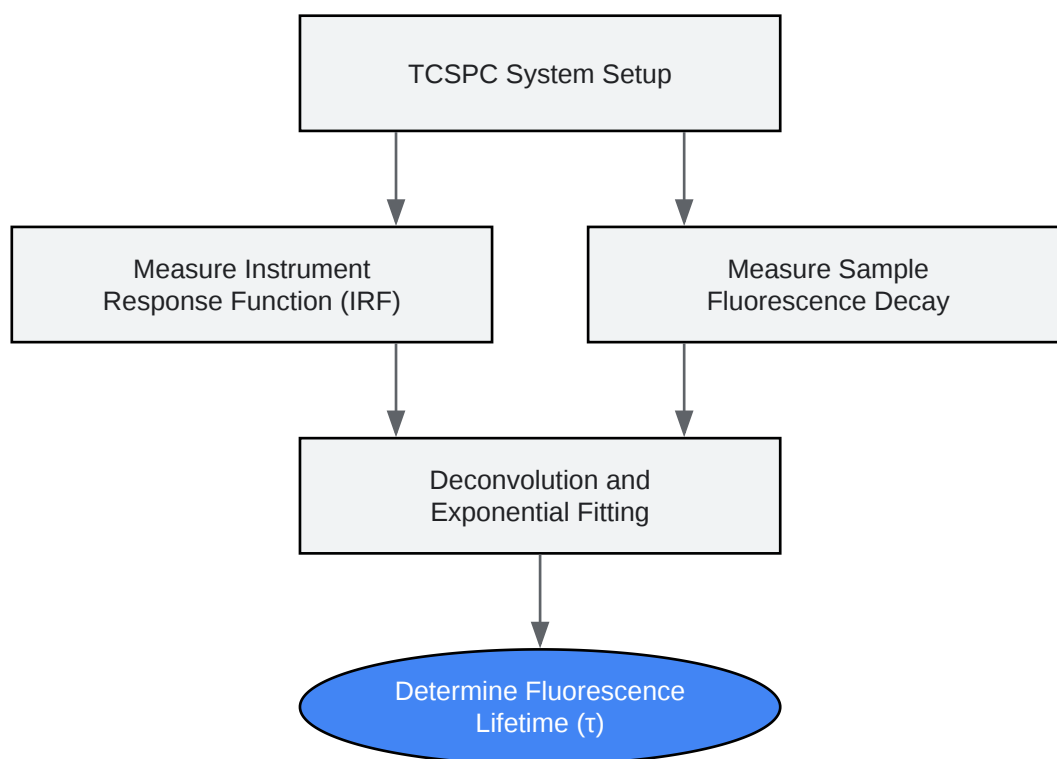 TCSPC System Setup
Measure Instrument
Response Function (IRF)
Measure Sample
Fluorescence Decay
Deconvolution and
Exponential Fitting
Determine Fluorescence
Lifetime (τ)